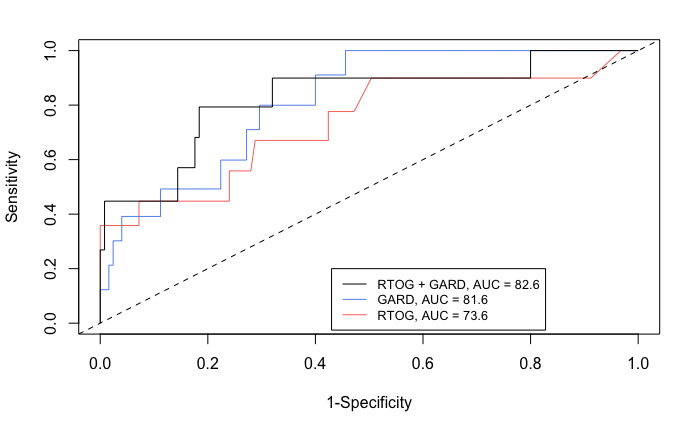 1.0
0.8
0.6
0.4
0.2
0.0
Sensitivity
RTOG + GARD, AUC = 82.6
GARD, AUC = 81.6
RTOG, AUC = 73.6
0.0 0.2 0.4 0.6 0.8 1.0
1-Specificity